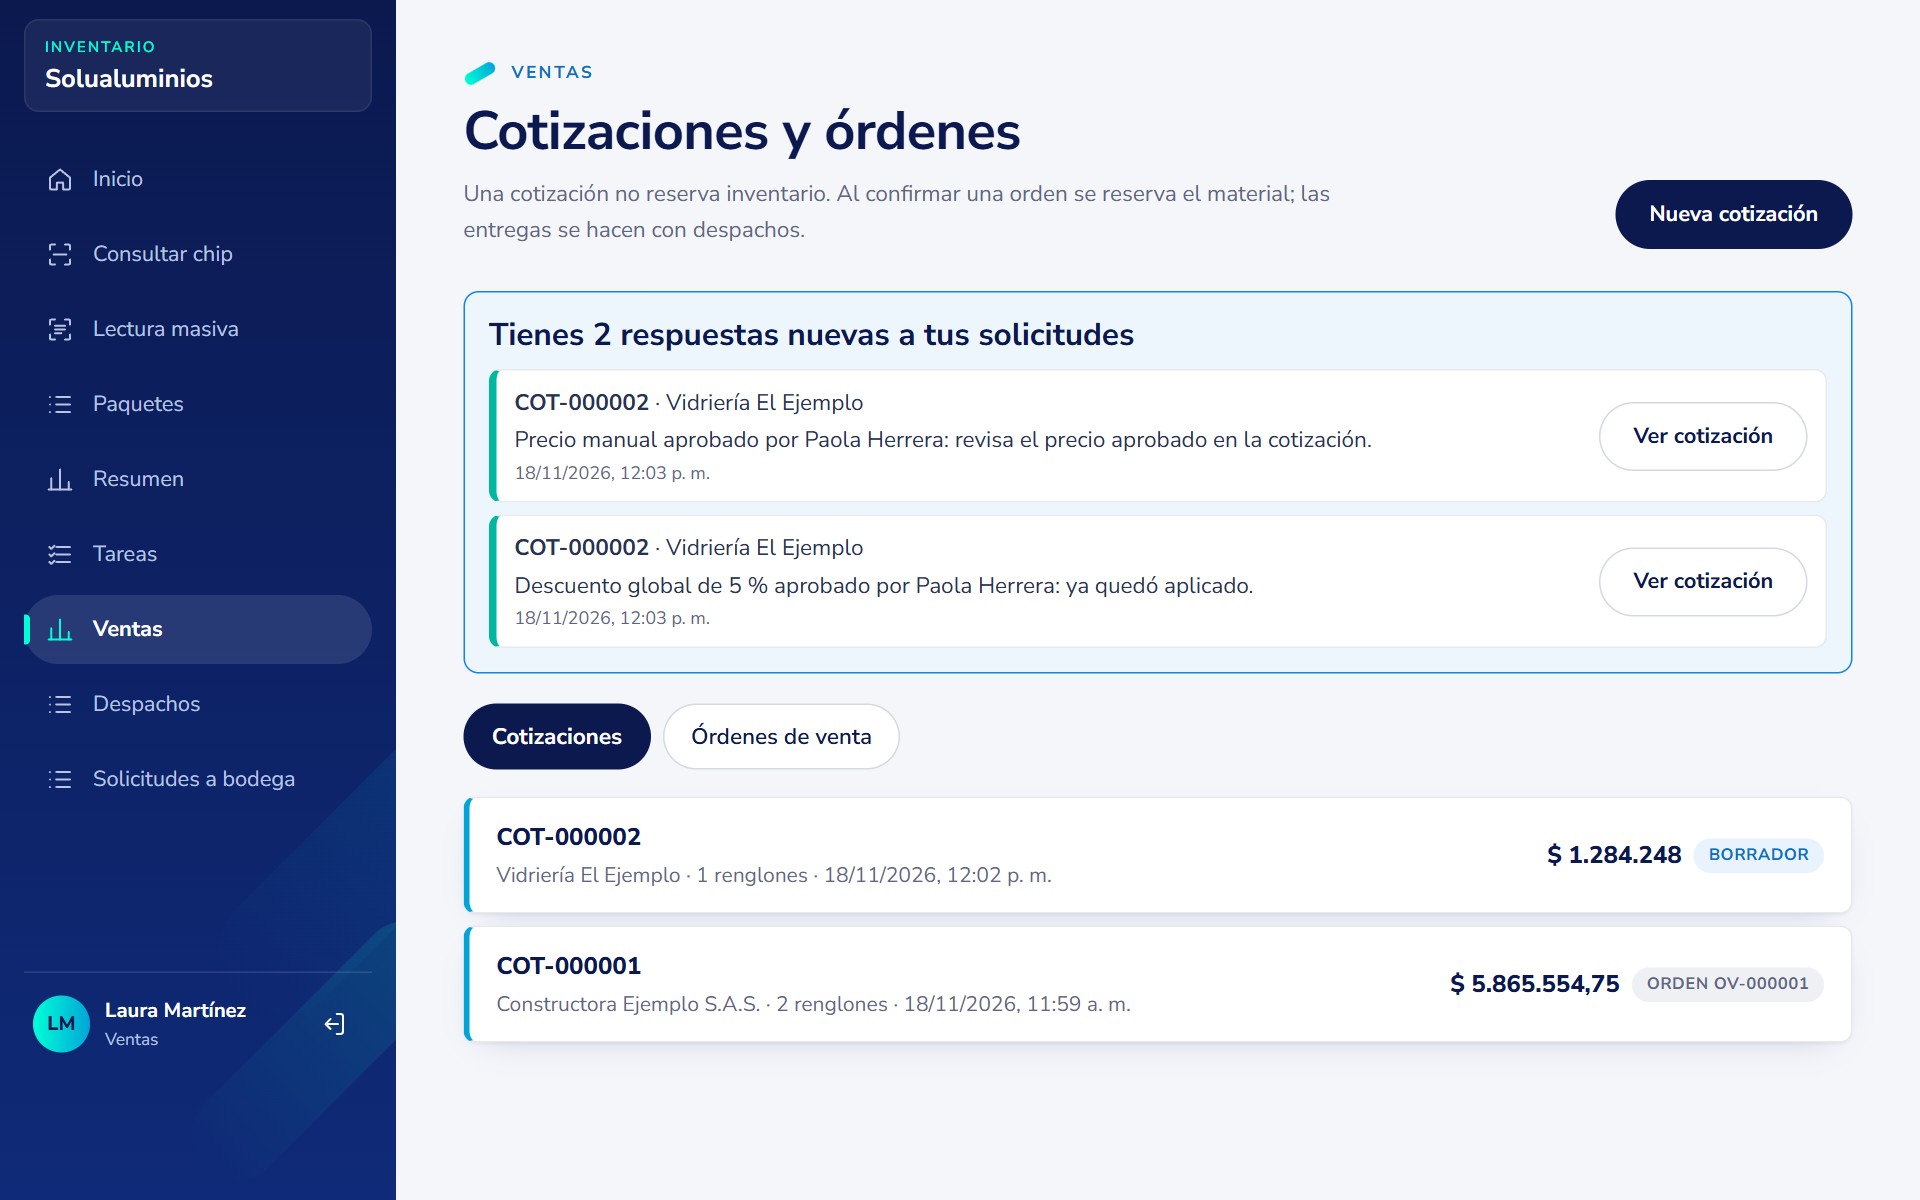 INVENTARIO
Solualuminios
Inicio
Consultar chip
Lectura masiva
Paquetes
Resumen
Tareas
Ventas
Despachos
Solicitudes a bodega
LM
Laura Martínez
Ventas
VENTAS
Cotizaciones y órdenes
Una cotización no reserva inventario. Al confirmar una orden se reserva el material; las
entregas se hacen con despachos.
Nueva cotización
Tienes 2 respuestas nuevas a tus solicitudes
COT-000002 · Vidriería El Ejemplo
Precio manual aprobado por Paola Herrera: revisa el precio aprobado en la cotización.
18/11/2026, 12:03 p. m.
Ver cotización
COT-000002 · Vidriería El Ejemplo
Descuento global de 5 % aprobado por Paola Herrera: ya quedó aplicado.
18/11/2026, 12:03 p. m.
Ver cotización
Cotizaciones
Órdenes de venta
COT-000002
Vidriería El Ejemplo · 1 renglones · 18/11/2026, 12:02 p. m.
$ 1.284.248
BORRADOR
COT-000001
Constructora Ejemplo S.A.S. · 2 renglones · 18/11/2026, 11:59 a. m.
$ 5.865.554,75
ORDEN OV-000001